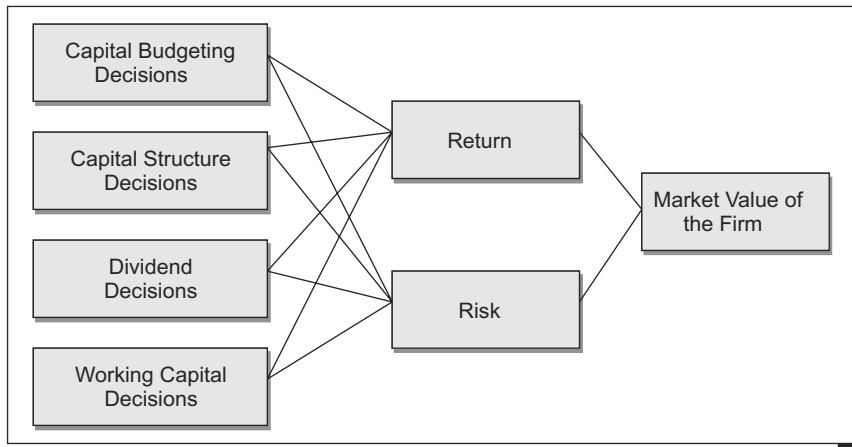 Capital Budgeting
Decisions
Capital Structure
Decisions
Dividend
Decisions
Working Capital
Decisions
Return
Risk
Market Value of
the Firm